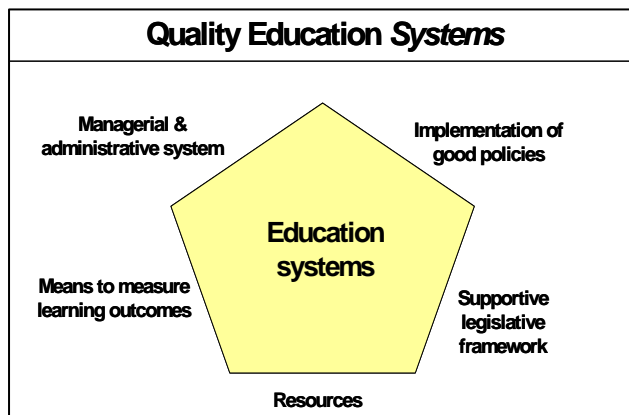 Quality Education Systems
Managerial &
administrative system
Implementation of
good policies
Education
systems
Means to measure
learning outcomes
Supportive
legislative
framework
Resources